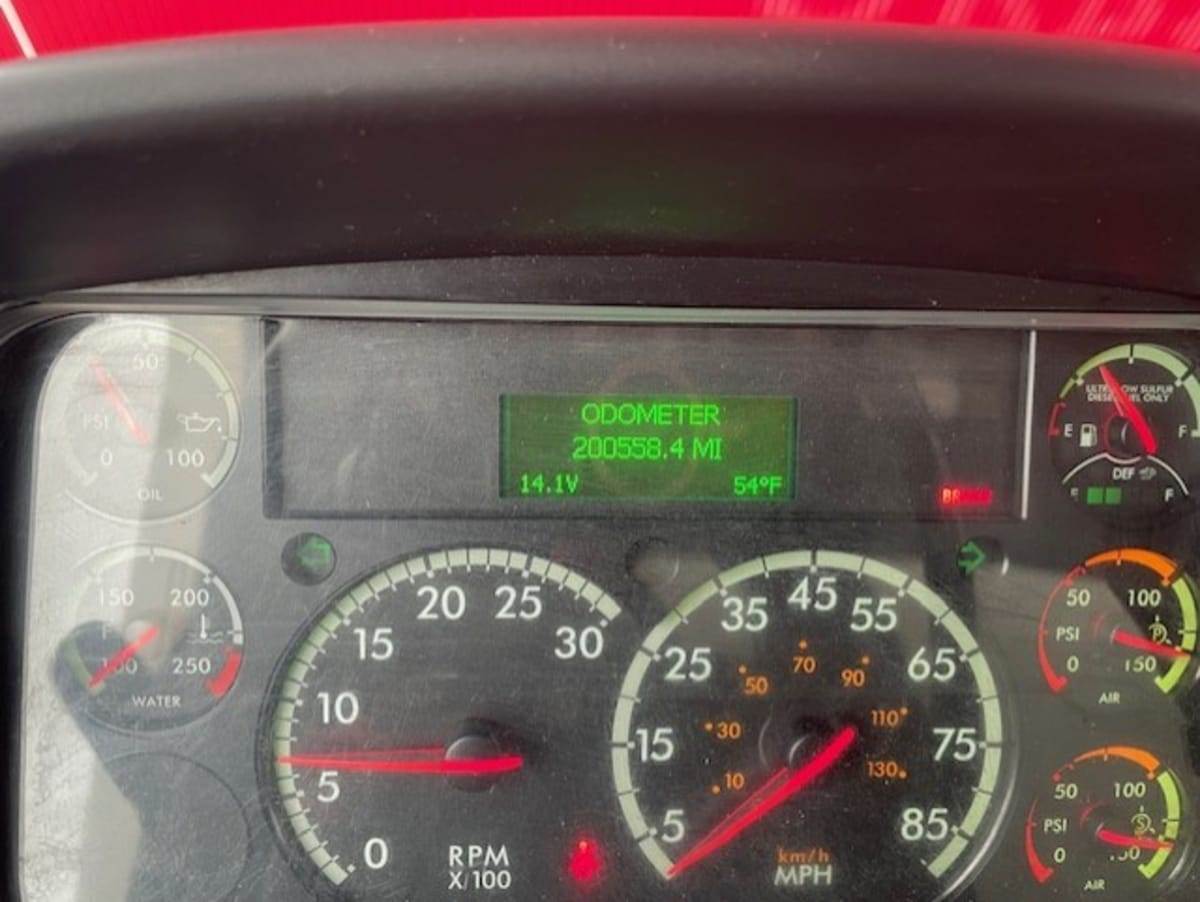 ODOMETER
200558.4 MI
14.1V 54°F
BRAKE
50
PSI
0 100
OIL
150 200
F
100 250
WATER
0 5 10 15 20 25 30
RPM
X/100
5 15 25 35 45 55 65 75 85
10 30 50 70 90 110 130
km/h
MPH
ULTRA LOW SULFUR
DIESEL FUEL ONLY
E F
DEF
E F
50 100
PSI P
0 150
AIR
50 100
PSI S
0 150
AIR